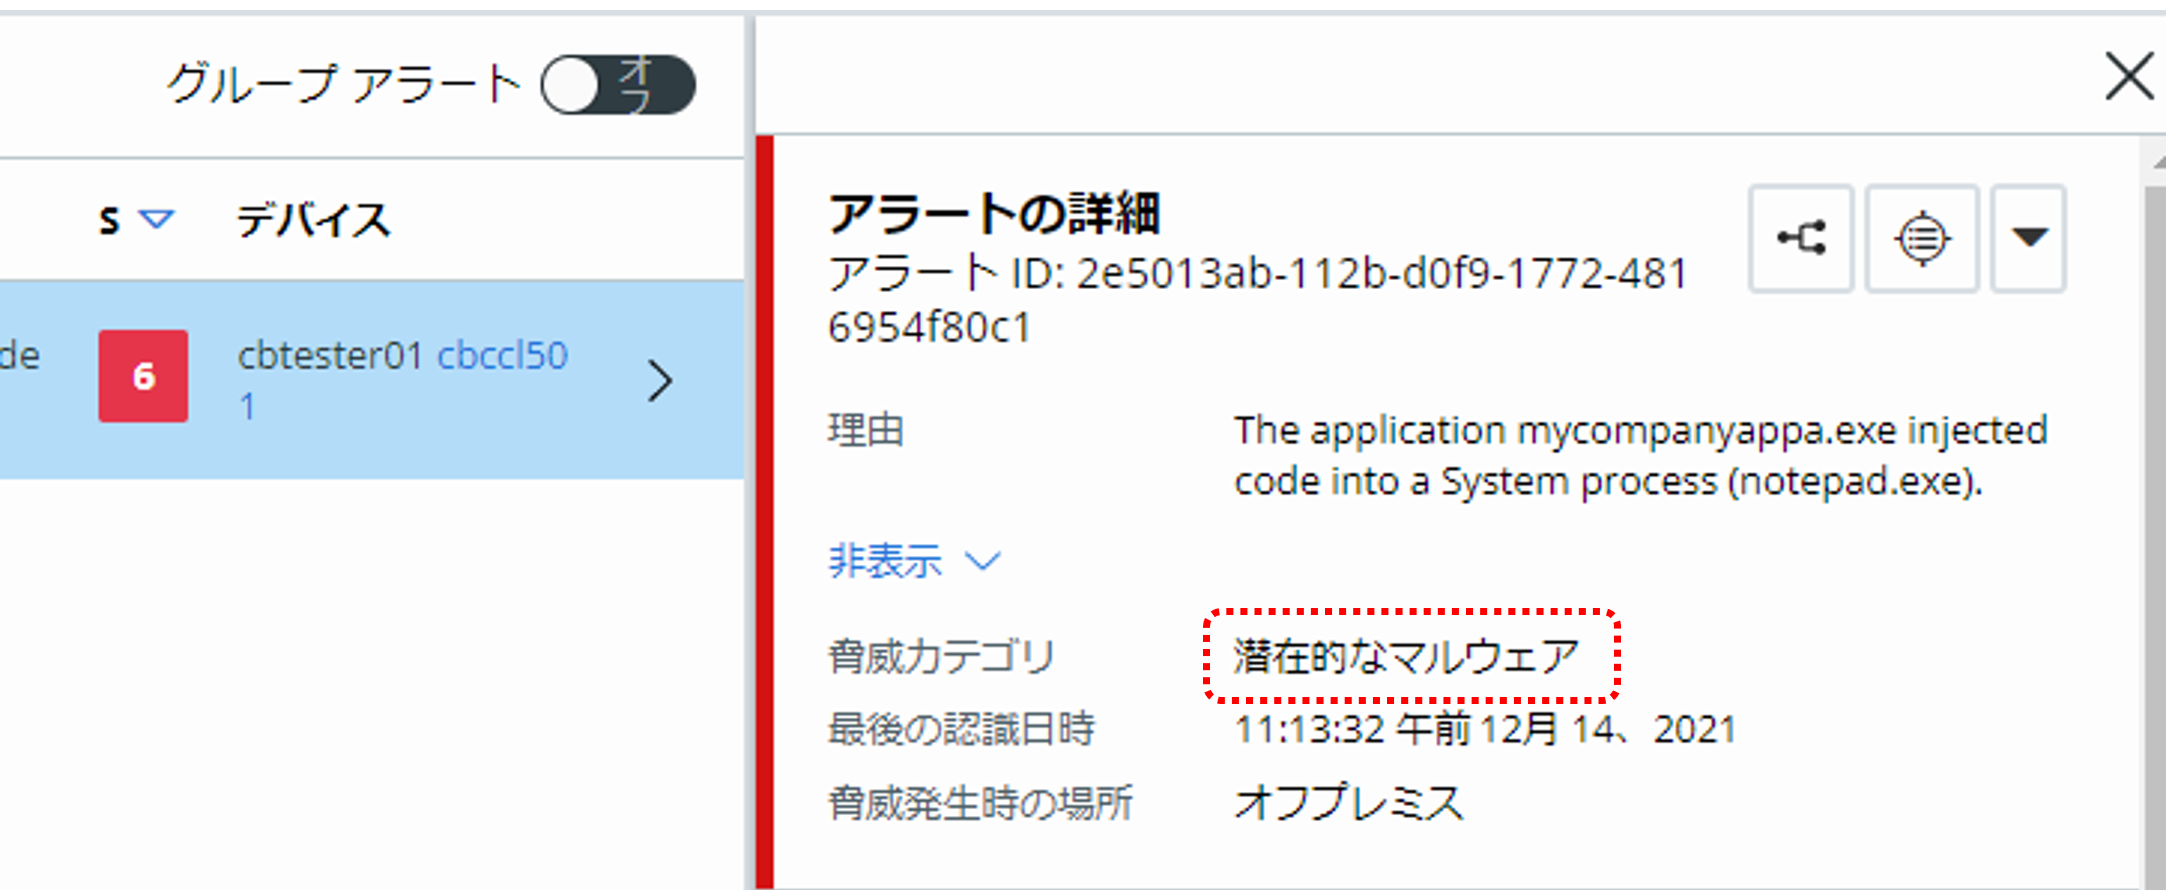 グループ アラート オフ
S デバイス
de 6 cbtester01 cbccl50
1
アラートの詳細
アラート ID: 2e5013ab-112b-d0f9-1772-481
6954f80c1
理由 The application mycompanyappa.exe injected
code into a System process (notepad.exe).
非表示
脅威カテゴリ 潜在的なマルウェア
最後の認識日時 11:13:32 午前 12月 14、2021
脅威発生時の場所 オフプレミス